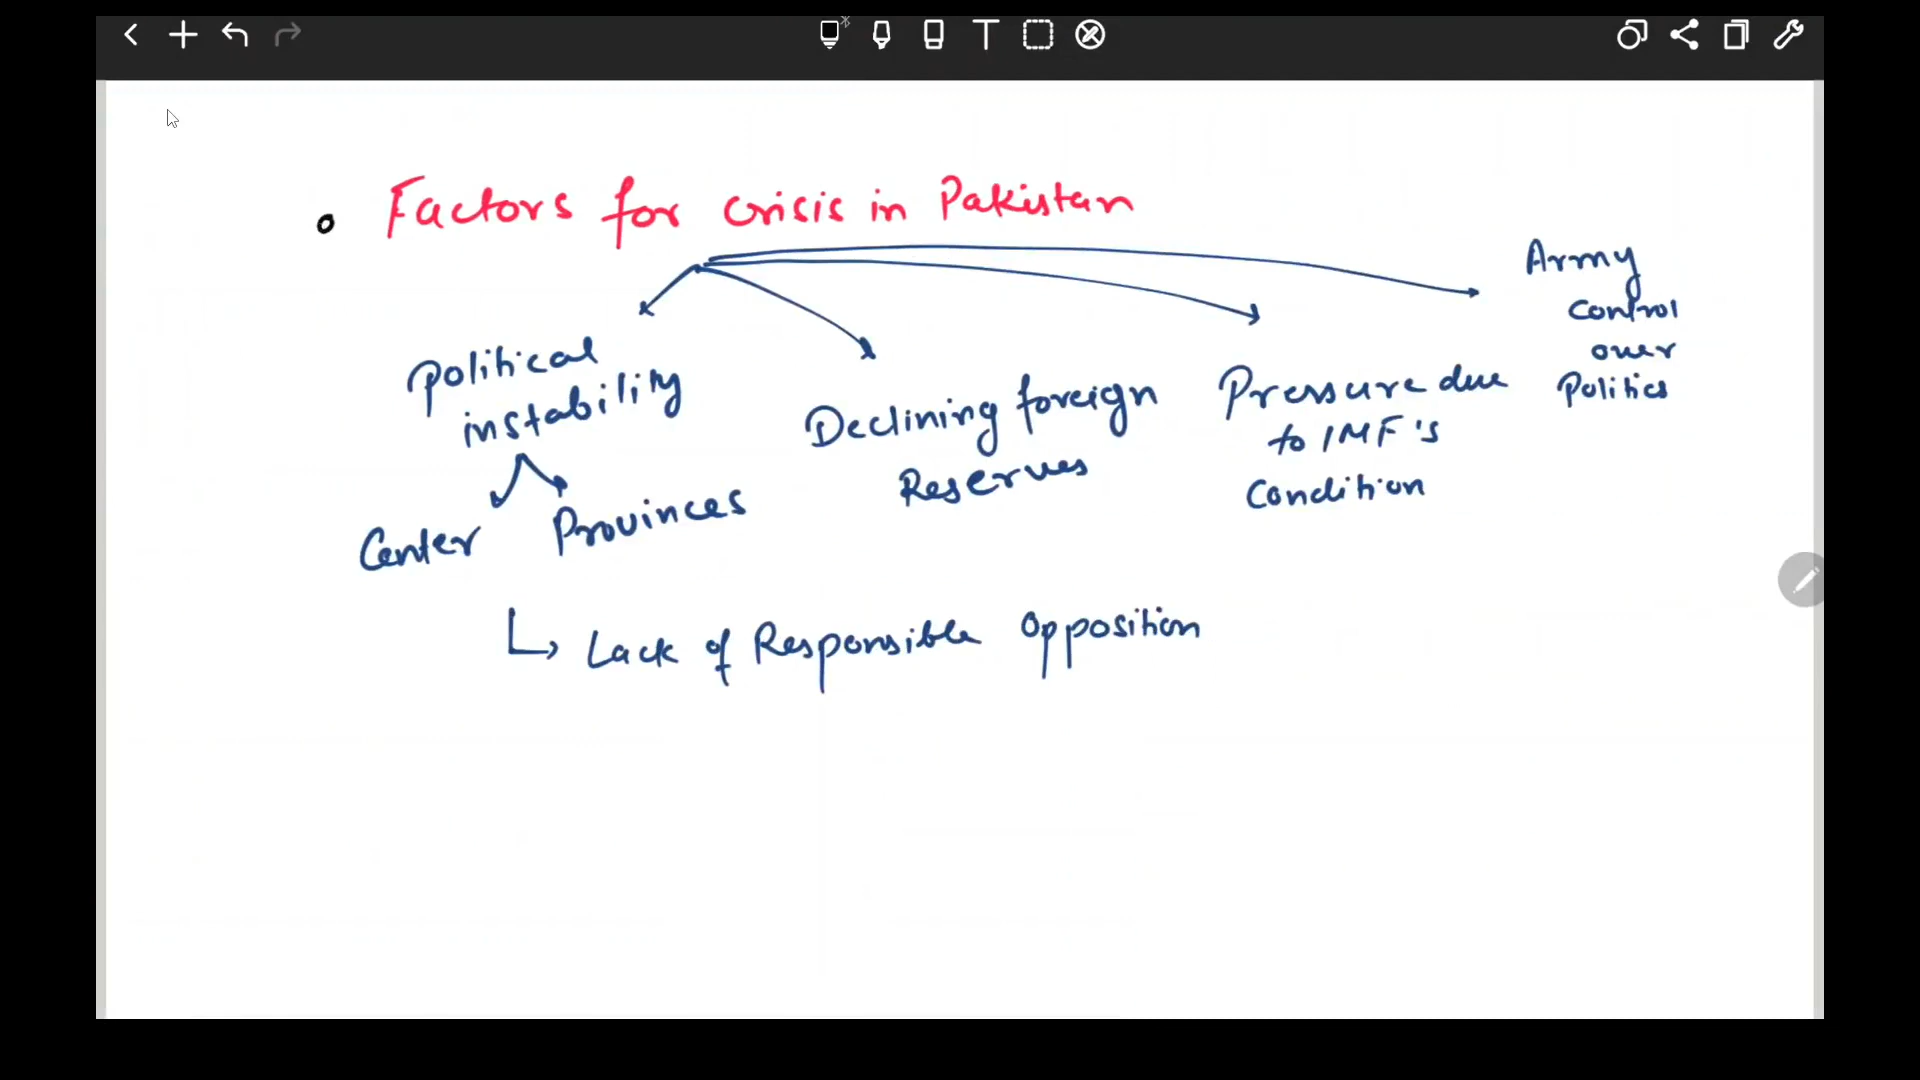 Factors for crisis in Pakistan
Political
instability
Center
Provinces
Declining foreign
Reserves
Pressure due
to IMF's
Condition
Army
Control
over
Politics
Lack of Responsible Opposition